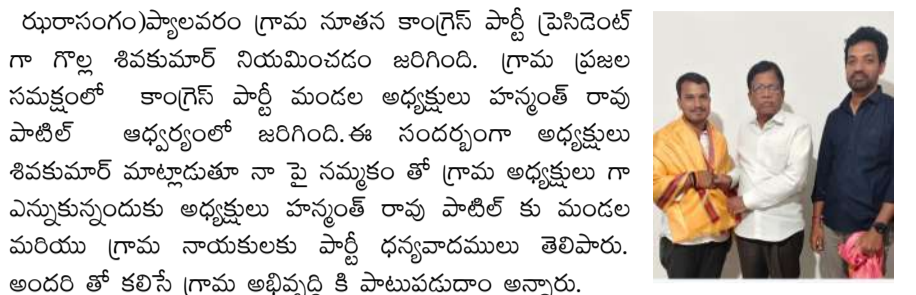 ఝరాసంగం)ప్యాలవరం గ్రామ నూతన కాంగ్రెస్ పార్టీ ప్రెసిడెంట్
గా గొల్ల శివకుమార్ నియమించడం జరిగింది. గ్రామ ప్రజల
సమక్షంలో కాంగ్రెస్ పార్టీ మండల అధ్యక్షులు హన్మంత్ రావు
పాటిల్ ఆధ్వర్యంలో జరిగింది.ఈ సందర్భంగా అధ్యక్షులు
శివకుమార్ మాట్లాడుతూ నా పై నమ్మకం తో గ్రామ అధ్యక్షులు గా
ఎన్నుకున్నందుకు అధ్యక్షులు హన్మంత్ రావు పాటిల్ కు మండల
మరియు గ్రామ నాయకులకు పార్టీ ధన్యవాదములు తెలిపారు.
అందరి తో కలిసే గ్రామ అభివృద్ది కి పాటుపడుదాం అన్నారు.